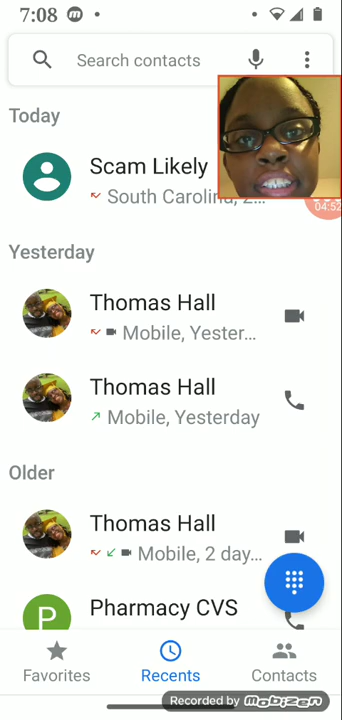 7:08
Search contacts
Today
Scam Likely
South Carolina, 2...
04:52
Yesterday
Thomas Hall
Mobile, Yester...
Thomas Hall
Mobile, Yesterday
Older
Thomas Hall
Mobile, 2 day...
P
Pharmacy CVS
Favorites
Recents
Contacts
Recorded by Mobizen